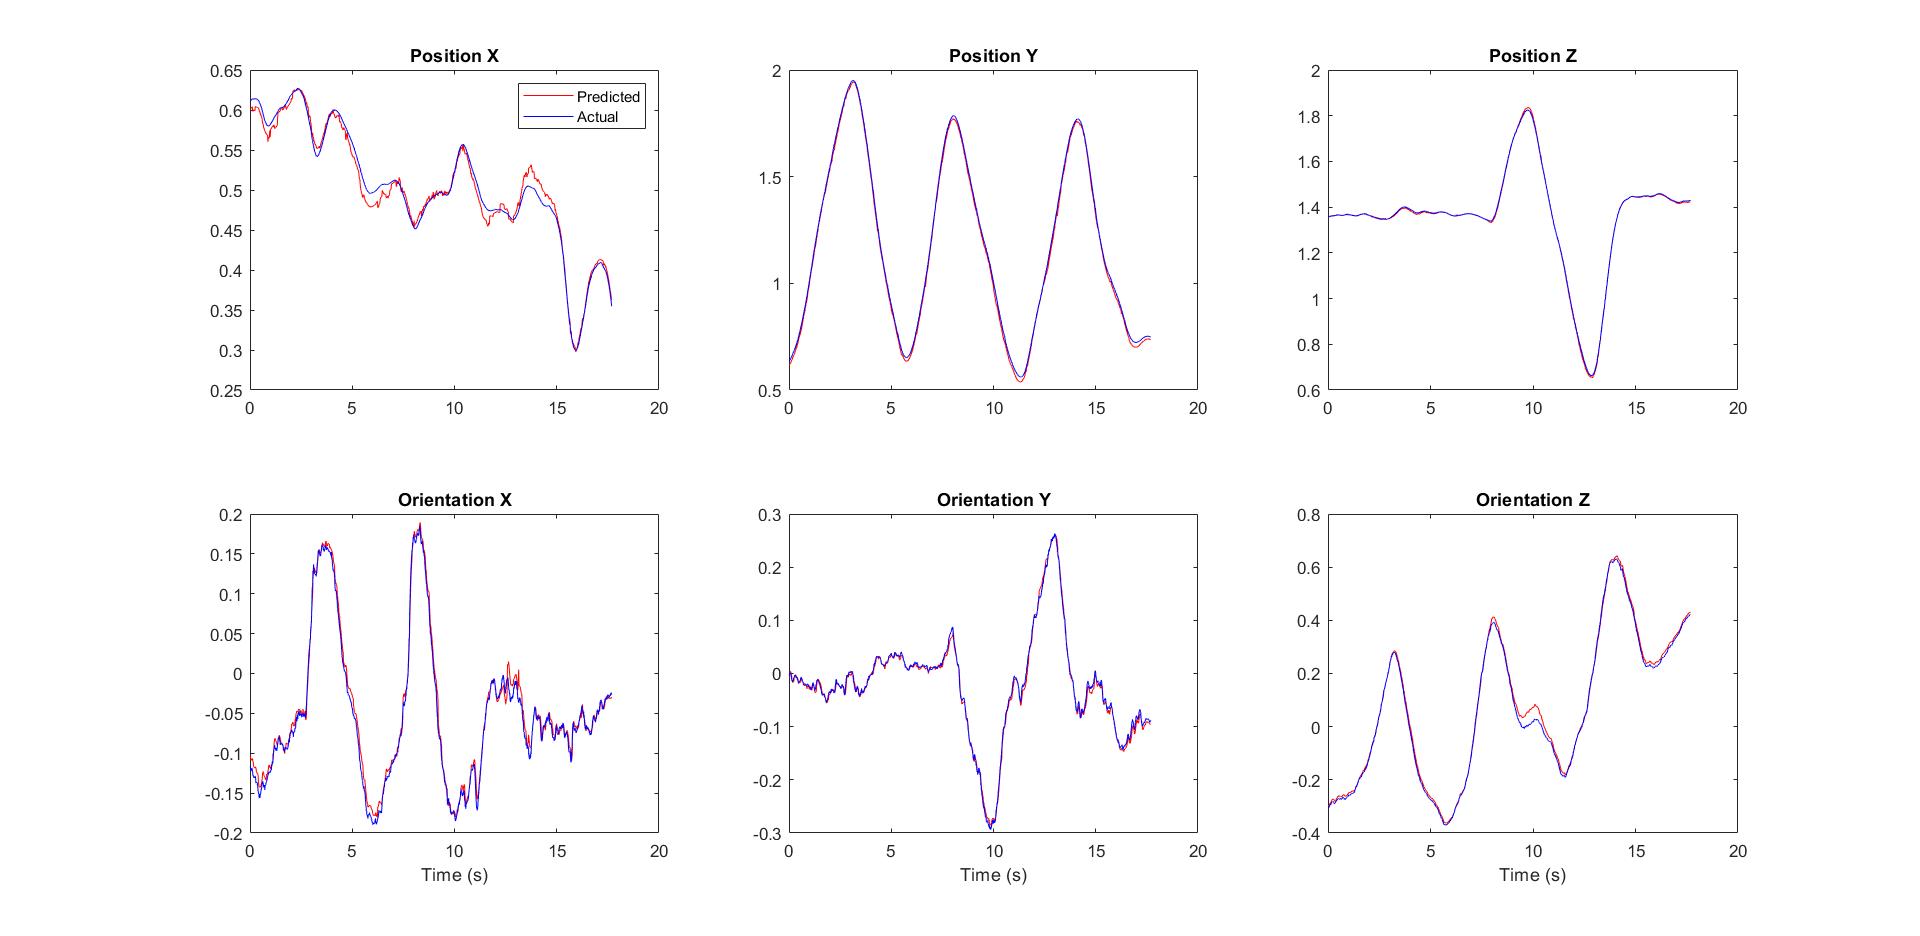 Position X
0.65
0.6
0.55
0.5
0.45
0.4
0.35
0.3
0.25
0 5 10 15 20
Predicted
Actual
Position Y
2
1.5
1
0.5
0 5 10 15 20
Position Z
2
1.8
1.6
1.4
1.2
1
0.8
0.6
0 5 10 15 20
Orientation X
0.2
0.15
0.1
0.05
0
-0.05
-0.1
-0.15
-0.2
0 5 10 15 20
Time (s)
Orientation Y
0.3
0.2
0.1
0
-0.1
-0.2
-0.3
0 5 10 15 20
Time (s)
Orientation Z
0.8
0.6
0.4
0.2
0
-0.2
-0.4
0 5 10 15 20
Time (s)